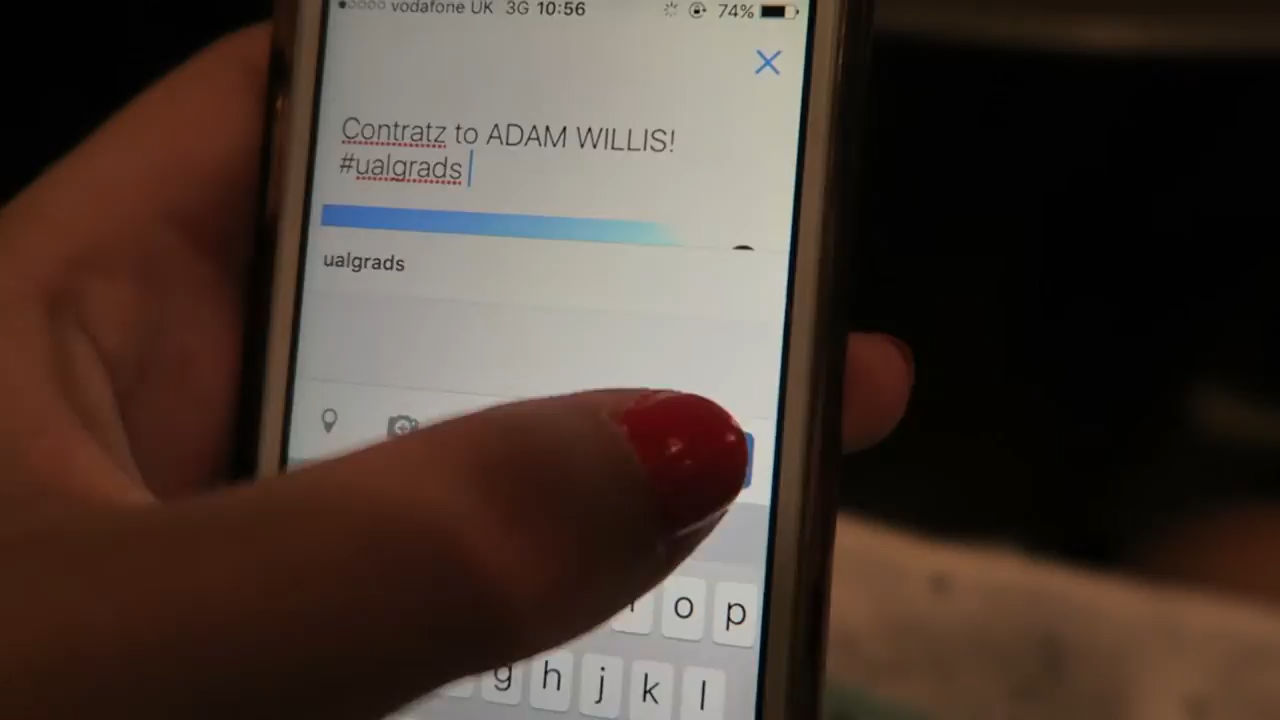 vodafone UK 3G 10:56 74%
Contratz to ADAM WILLIS!
#ualgrads
ualgrads
o p
g h j k l